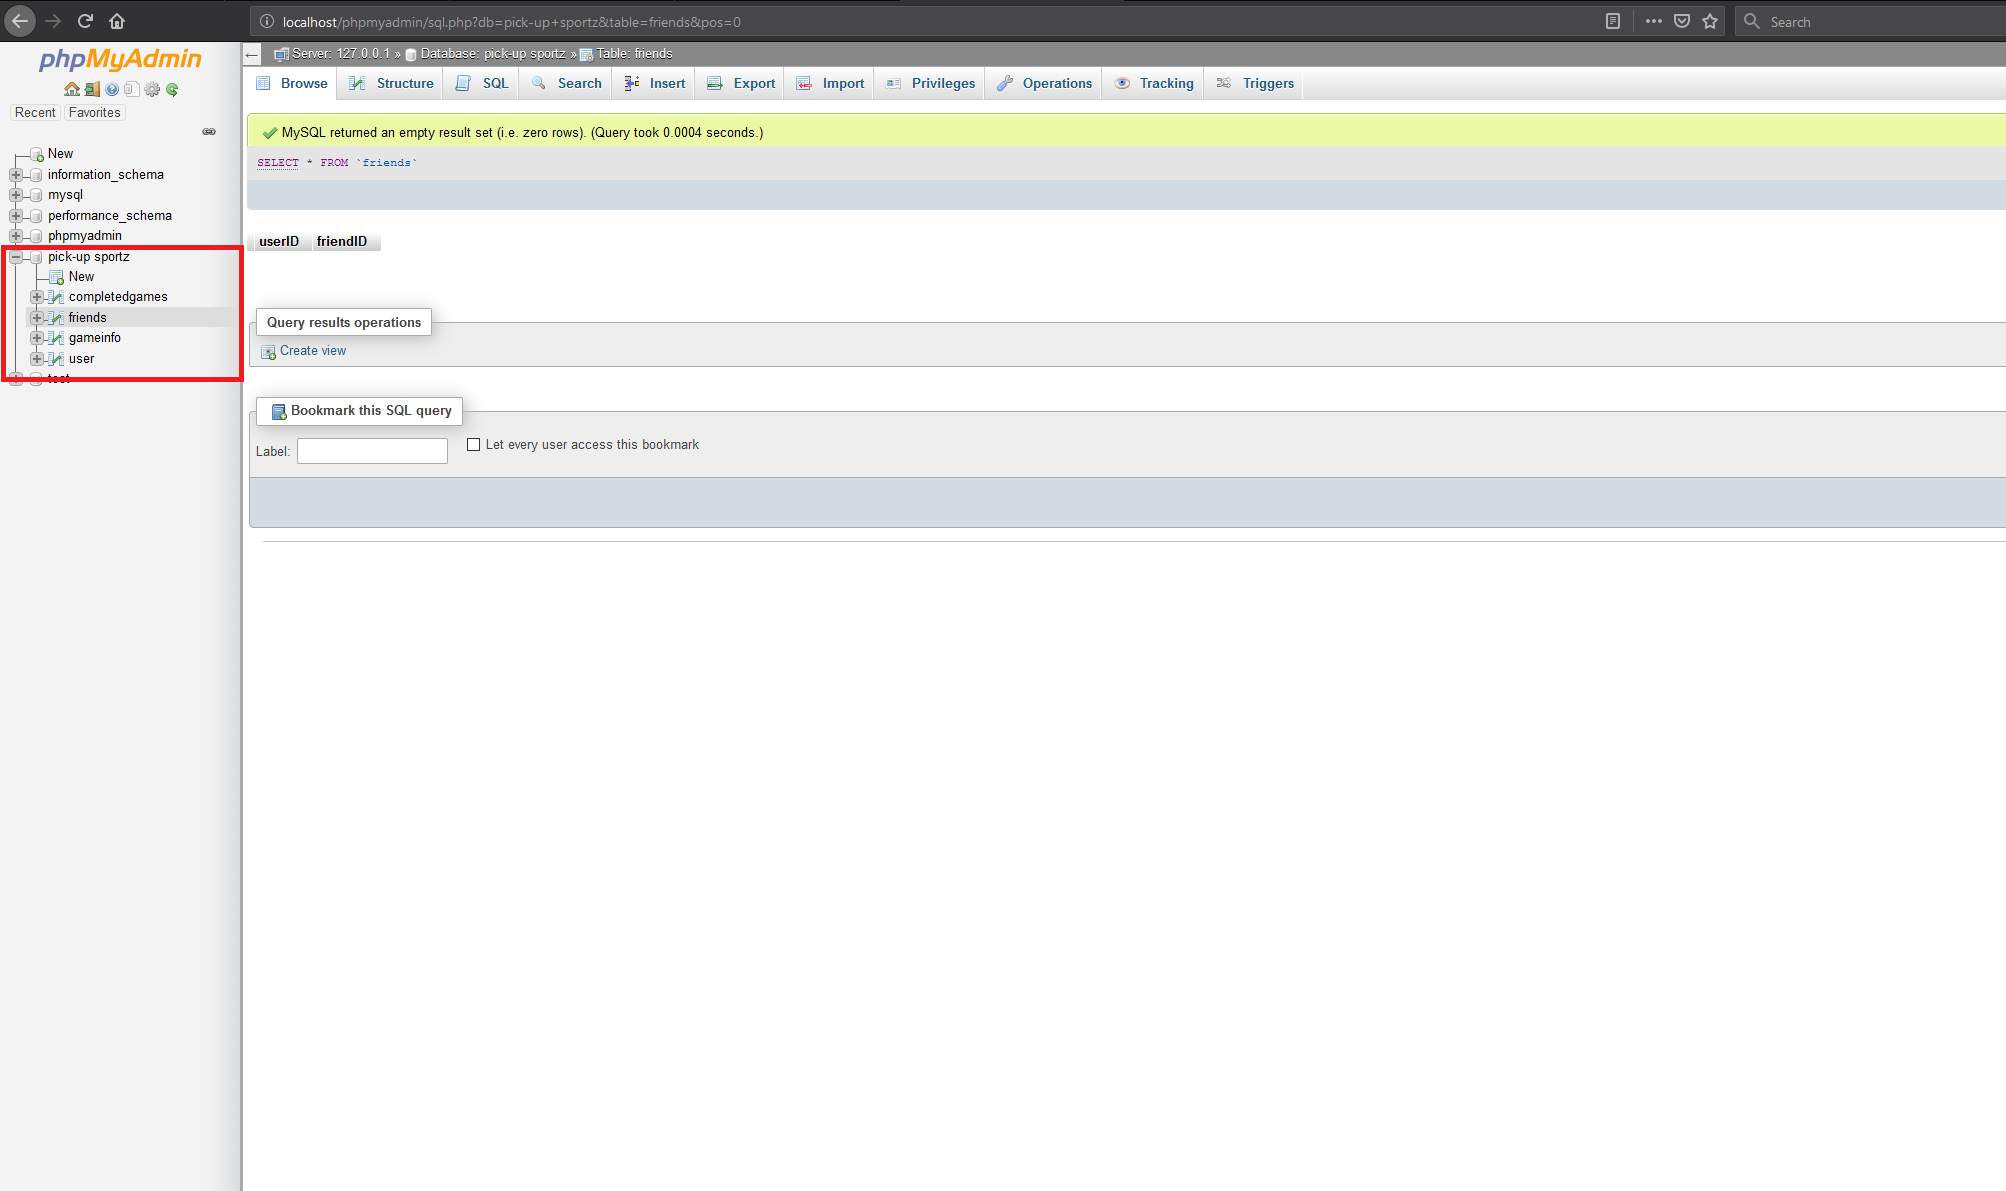 localhost/phpmyadmin/sql.php?db=pick-up+sportz&table=friends&pos=0
Search
phpMyAdmin
Recent Favorites
New
information_schema
mysql
performance_schema
phpmyadmin
pick-up sportz
New
completedgames
friends
gameinfo
user
test
Server: 127.0.0.1 » Database: pick-up sportz » Table: friends
Browse Structure SQL Search Insert Export Import Privileges Operations Tracking Triggers
MySQL returned an empty result set (i.e. zero rows). (Query took 0.0004 seconds.)
SELECT * FROM `friends`
userID friendID
Query results operations
Create view
Bookmark this SQL query
Label: Let every user access this bookmark